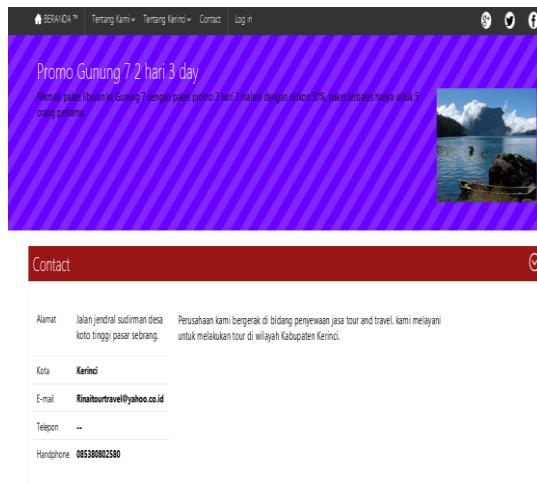 BERANDA ™ Tentang Kami Tentang Kerinci Contact Log in
Promo Gunung 7 2 hari 3 day
Nikmati paket liburan ke Gunung 7 dengan paket promo 2 hari 3 malam dengan diskon 50%. paket terbatas hanya untuk 5
orang pertama.
Contact
Alamat Jalan jendral sudirman desa
koto tinggi pasar sebrang.
Perusahaan kami bergerak di bidang penyewaan jasa tour and travel. kami melayani
untuk melakukan tour di wilayah Kabupaten Kerinci.
Kota Kerinci
E-mail Rinaitourtravel@yahoo.co.id
Telepon --
Handphone 085380802580